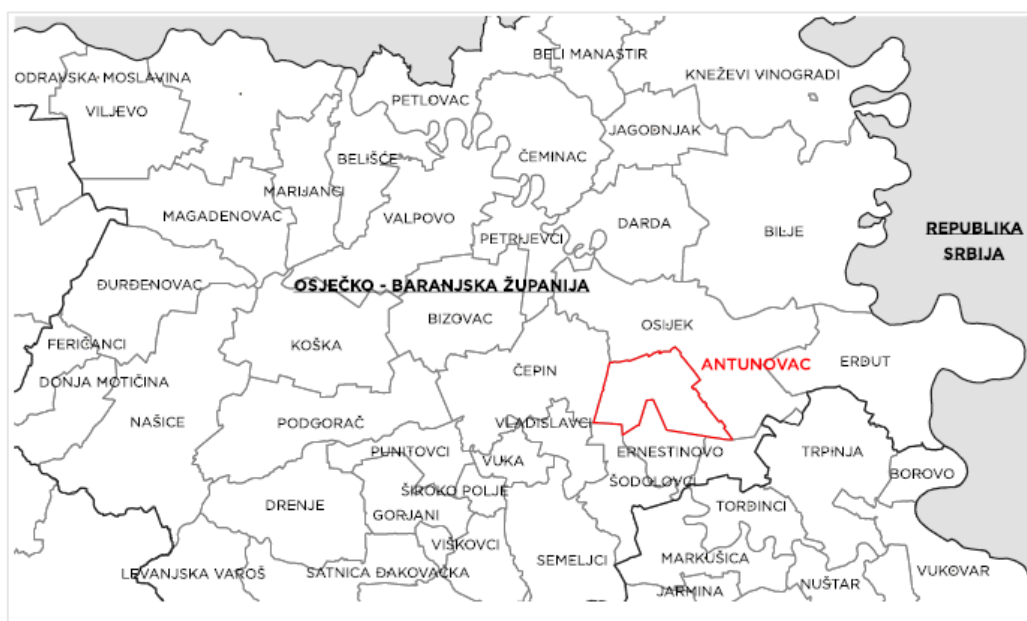 BELI MANASTIR
ODRAVSKA MOSLAVINA
KNEŽEVI VINOGRADI
PETLOVAC
VILJEVO
JAGODNJAK
BELIŠĆE
ČEMINAC
MARIJANCI
MAGADENOVAC
VALPOVO
DARDA
BILJE
REPUBLIKA
SRBIJA
PETRIJEVCI
ĐURĐENOVAC
OSJEČKO - BARANJSKA ŽUPANIJA
BIZOVAC
OSIJEK
FERIČANCI
KOŠKA
ČEPIN
ANTUNOVAC
ERDUT
DONJA MOTIČINA
NAŠICE
PODGORAČ
VLADISLAVCI
PUNITOVCI
VUKA
ERNESTINOVO
TRPINJA
BOROVO
ŠIROKO POLJE
ŠODOLOVCI
DRENJE
GORJANI
TORDINCI
VIŠKOVCI
SEMELJCI
MARKUŠICA
LEVANJSKA VAROŠ
SATNICA ĐAKOVAČKA
NUŠTAR
VUKOVAR
JARMINA